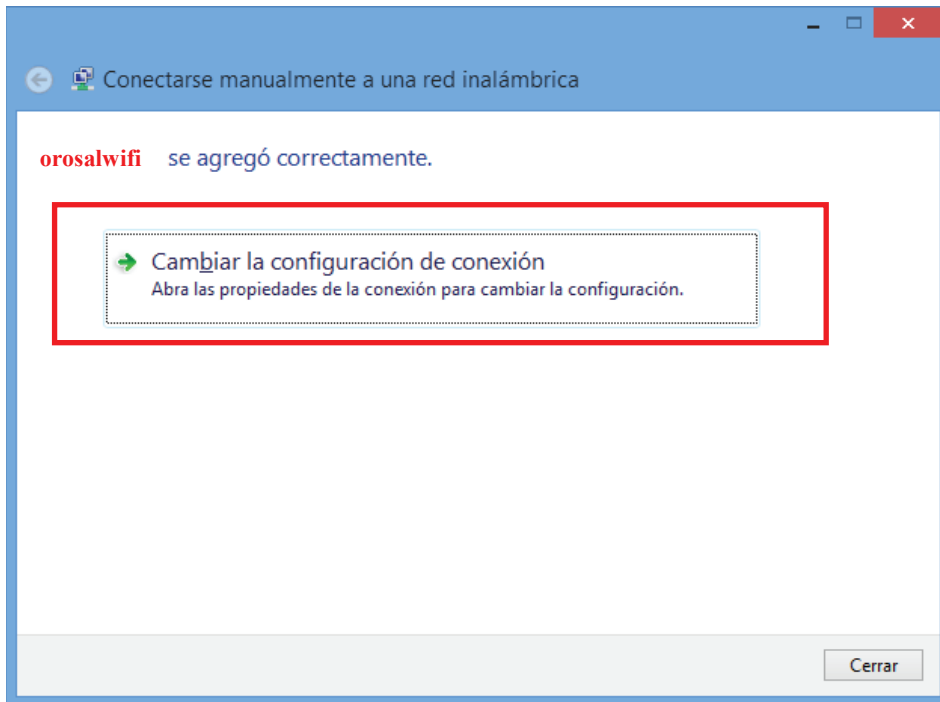 Conectarse manualmente a una red inalámbrica
orosalwifi se agregó correctamente.
Cambiar la configuración de conexión
Abra las propiedades de la conexión para cambiar la configuración.
Cerrar